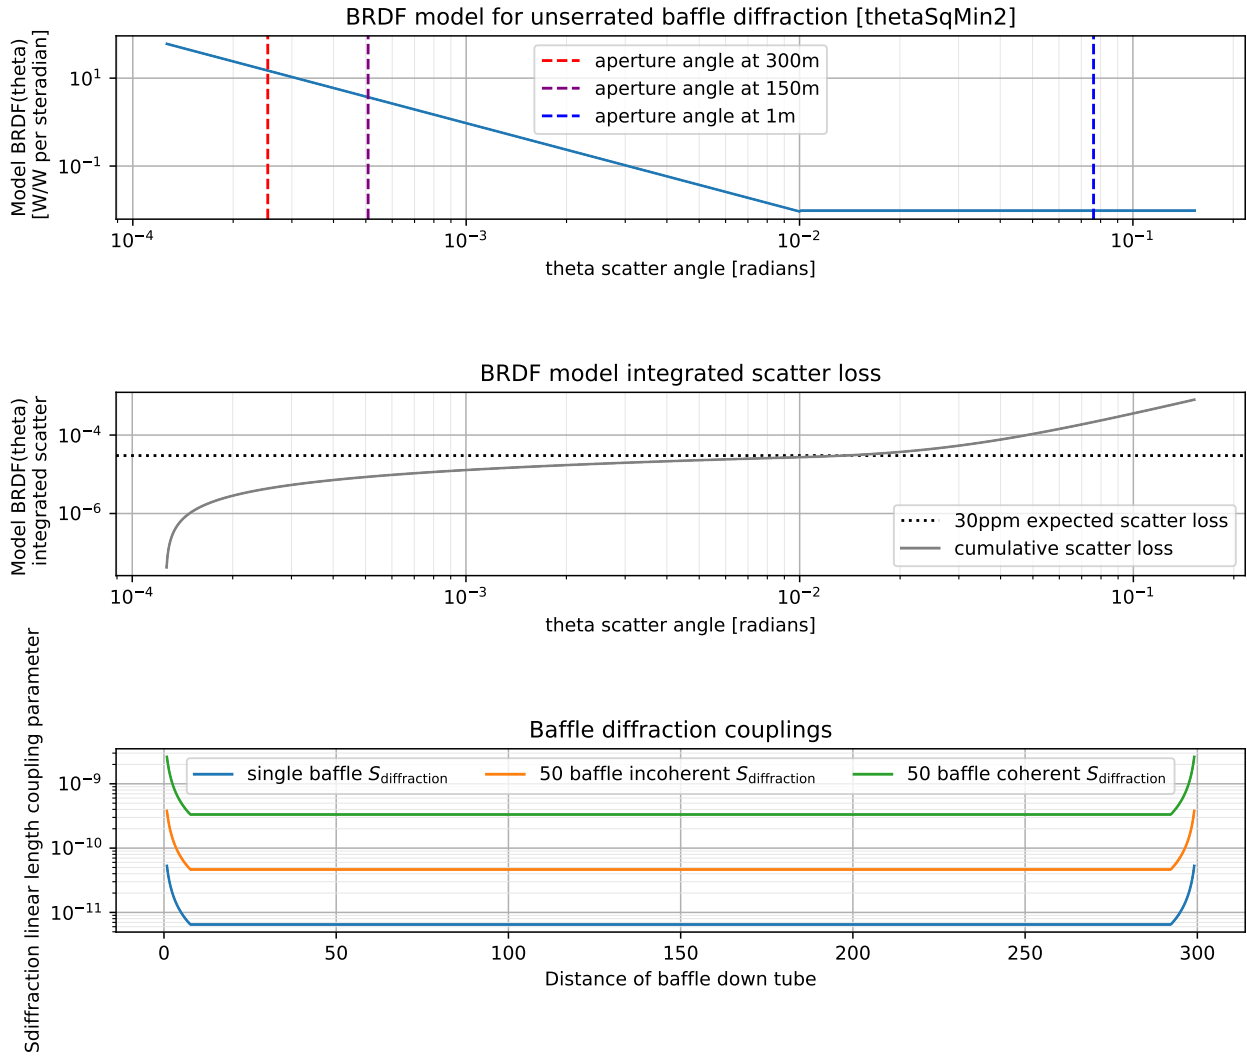 BRDF model for unserrated baffle diffraction [thetaSqMin2]
Model BRDF(theta)
[W/W per steradian]
10¹
10⁻¹
aperture angle at 300m
aperture angle at 150m
aperture angle at 1m
10⁻⁴ 10⁻³ 10⁻² 10⁻¹
theta scatter angle [radians]
BRDF model integrated scatter loss
Model BRDF(theta)
integrated scatter
10⁻⁴
10⁻⁶
30ppm expected scatter loss
cumulative scatter loss
10⁻⁴ 10⁻³ 10⁻² 10⁻¹
theta scatter angle [radians]
Baffle diffraction couplings
Sdiffraction linear length coupling parameter
10⁻⁹
10⁻¹⁰
10⁻¹¹
single baffle S_diffraction 50 baffle incoherent S_diffraction 50 baffle coherent S_diffraction
0 50 100 150 200 250 300
Distance of baffle down tube